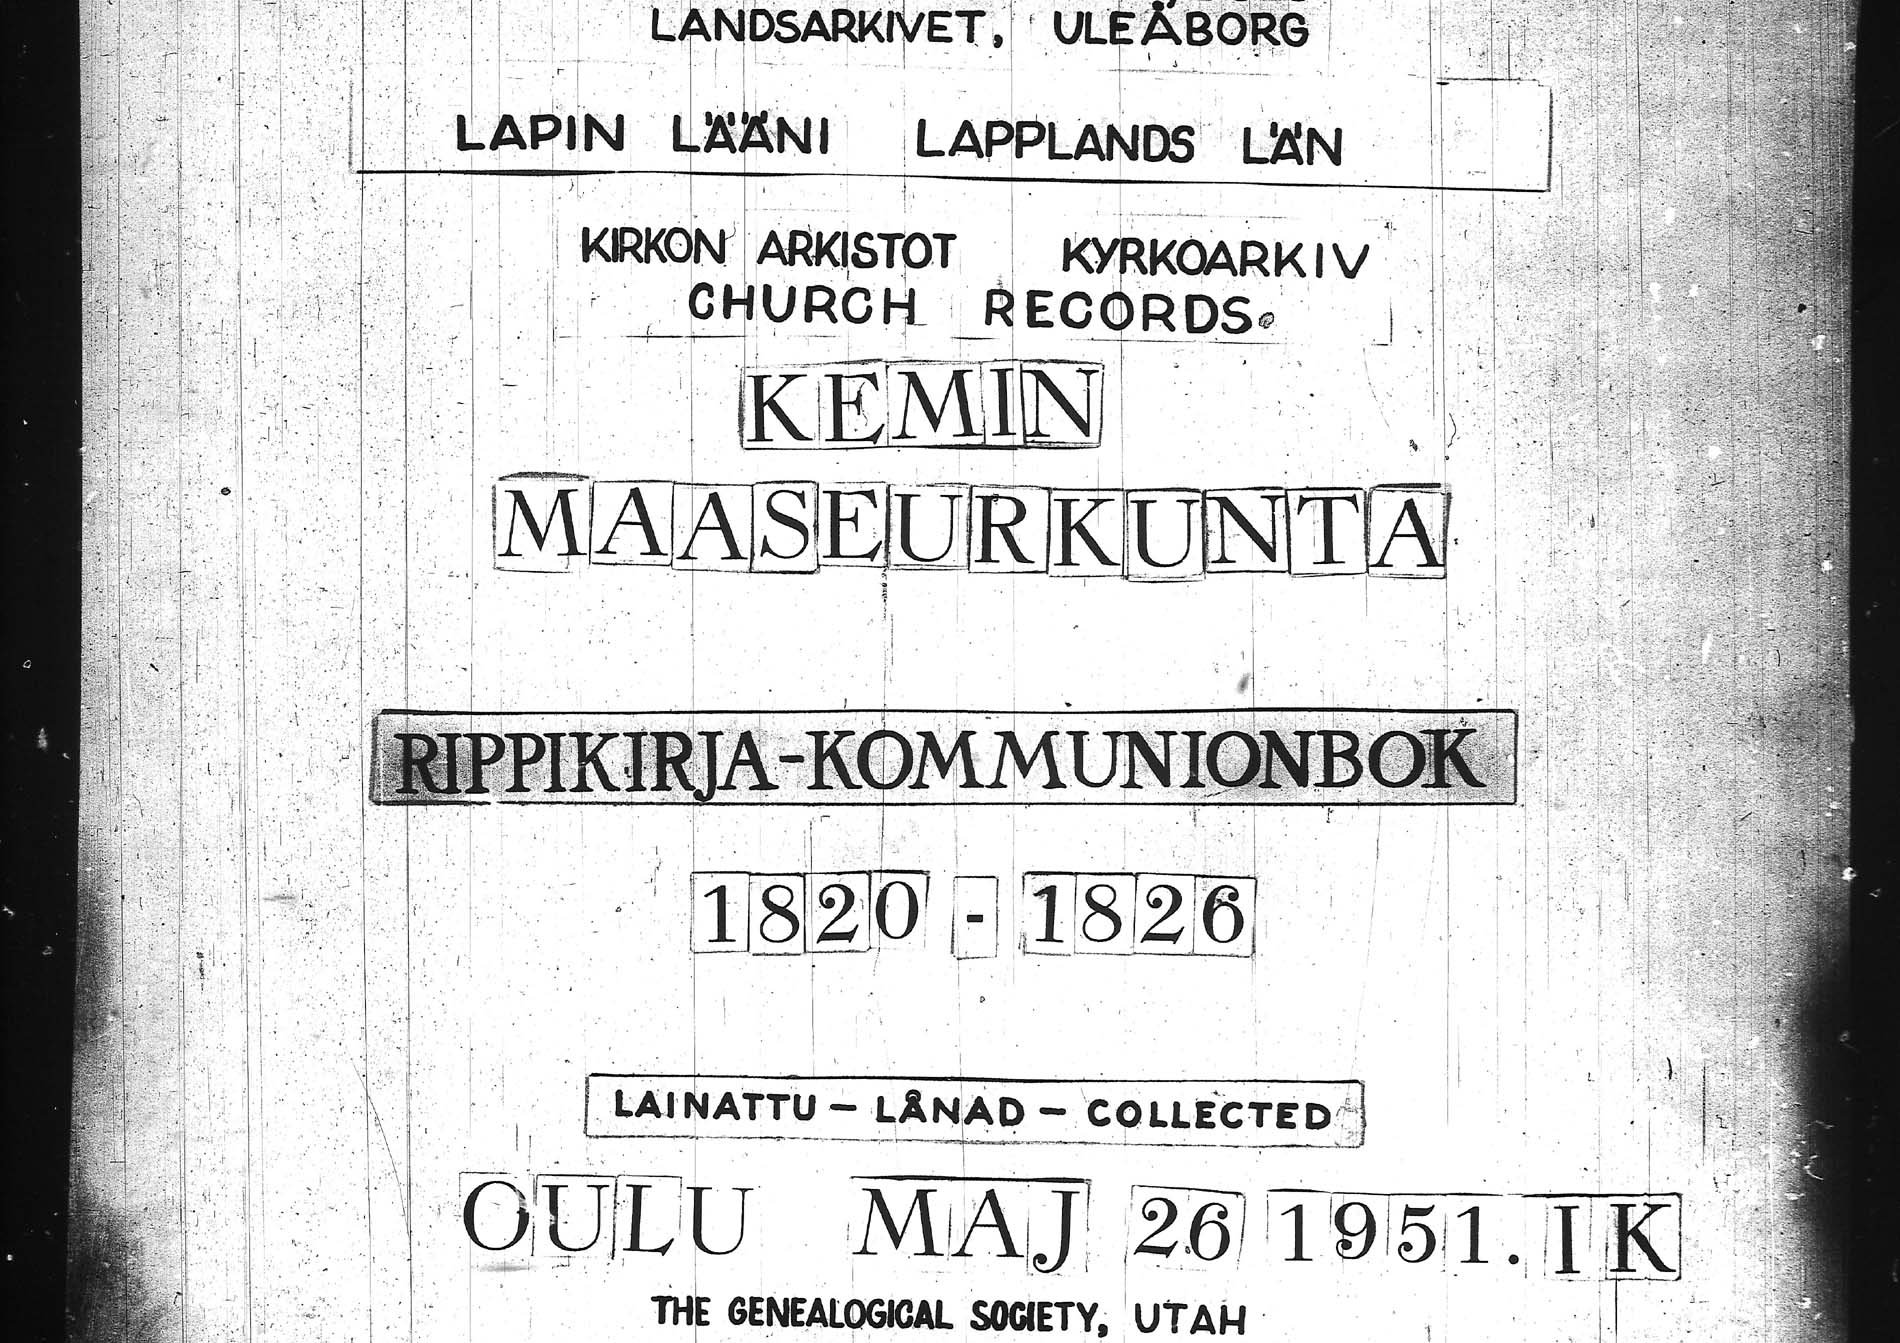 LANDSARKIVET, ULEÅBORG
LAPIN LÄÄNI LAPPLANDS LÄN
KIRKON ARKISTOT KYRKOARKIV
CHURCH RECORDS.
KEMIN
MAASEURKUNTA
RIPPIKIRJA-KOMMUNIONBOK
1820 - 1826
LAINATTU – LÅNAD – COLLECTED
OULU MAJ 26 1951. IK
THE GENEALOGICAL SOCIETY, UTAH